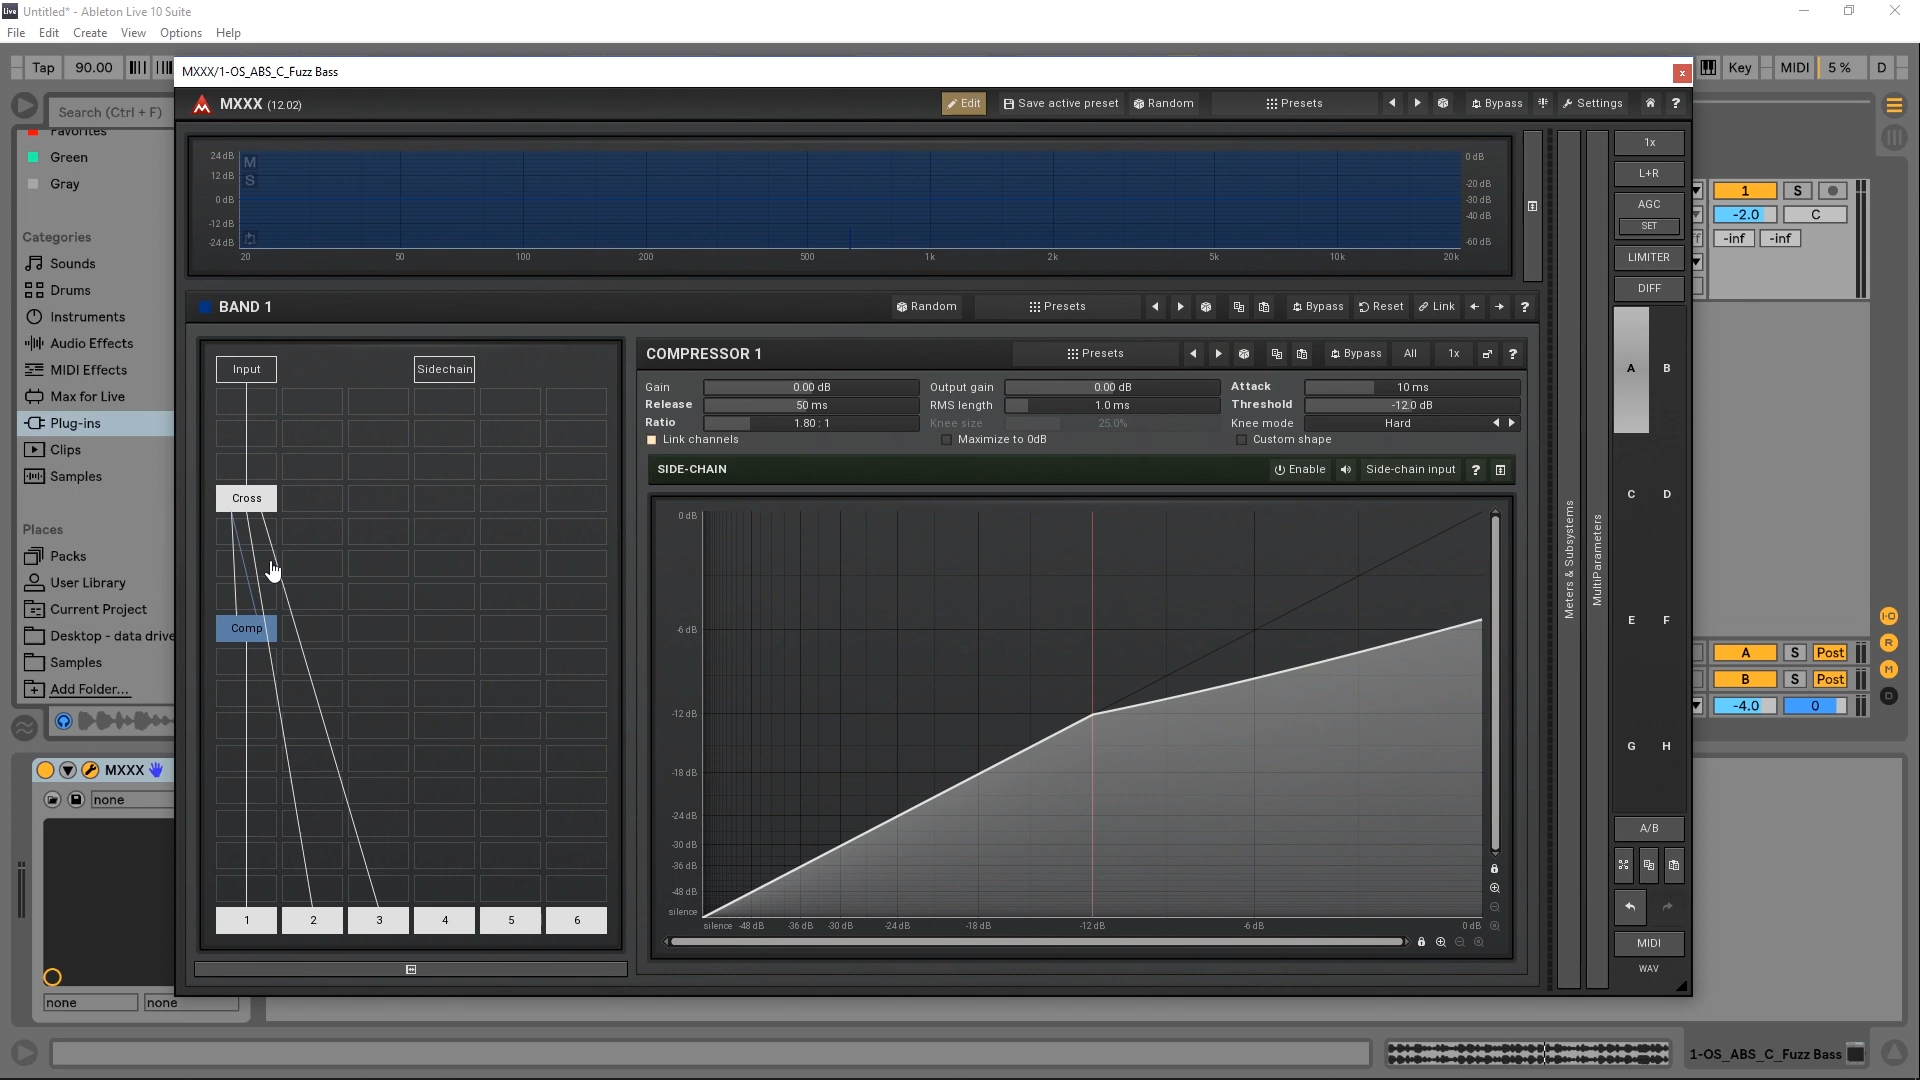 Untitled* - Ableton Live 10 Suite
File Edit Create View Options Help
Tap 90.00 Key MIDI 5 % D
MXXX/1-OS_ABS_C_Fuzz Bass x
MXXX (12.02) Edit Save active preset Random Presets Bypass Settings ?
Search (Ctrl + F)
Favorites
Green
Gray
Categories
Sounds
Drums
Instruments
Audio Effects
MIDI Effects
Max for Live
Plug-ins
Clips
Samples
Places
Packs
User Library
Current Project
Desktop - data drive
Samples
Add Folder...
MXXX
none
none none
24 dB M 0 dB
12 dB S -20 dB
0 dB -30 dB
-12 dB -40 dB
-24 dB -60 dB
20 50 100 200 500 1k 2k 5k 10k 20k
BAND 1 Random Presets Bypass Reset Link ?
Input Sidechain
Cross
Comp
1 2 3 4 5 6
COMPRESSOR 1 Presets Bypass All 1x ?
Gain 0.00 dB Output gain 0.00 dB Attack 10 ms
Release 50 ms RMS length 1.0 ms Threshold -12.0 dB
Ratio 1.80 : 1 Knee size 25.0% Knee mode Hard
Link channels Maximize to 0dB Custom shape
SIDE-CHAIN Enable Side-chain input ?
0 dB
-6 dB
-12 dB
-18 dB
-24 dB
-30 dB
-36 dB
-48 dB
silence
silence -48 dB -36 dB -30 dB -24 dB -18 dB -12 dB -6 dB 0 dB
Meters & Subsystems
MultiParameters
1x
L+R
AGC
SET
LIMITER
DIFF
A B
C D
E F
G H
A/B
MIDI
WAV
1 S
-2.0 C
-inf -inf
A S Post
B S Post
-4.0 0
I·O
R
M
D
1-OS_ABS_C_Fuzz Bass